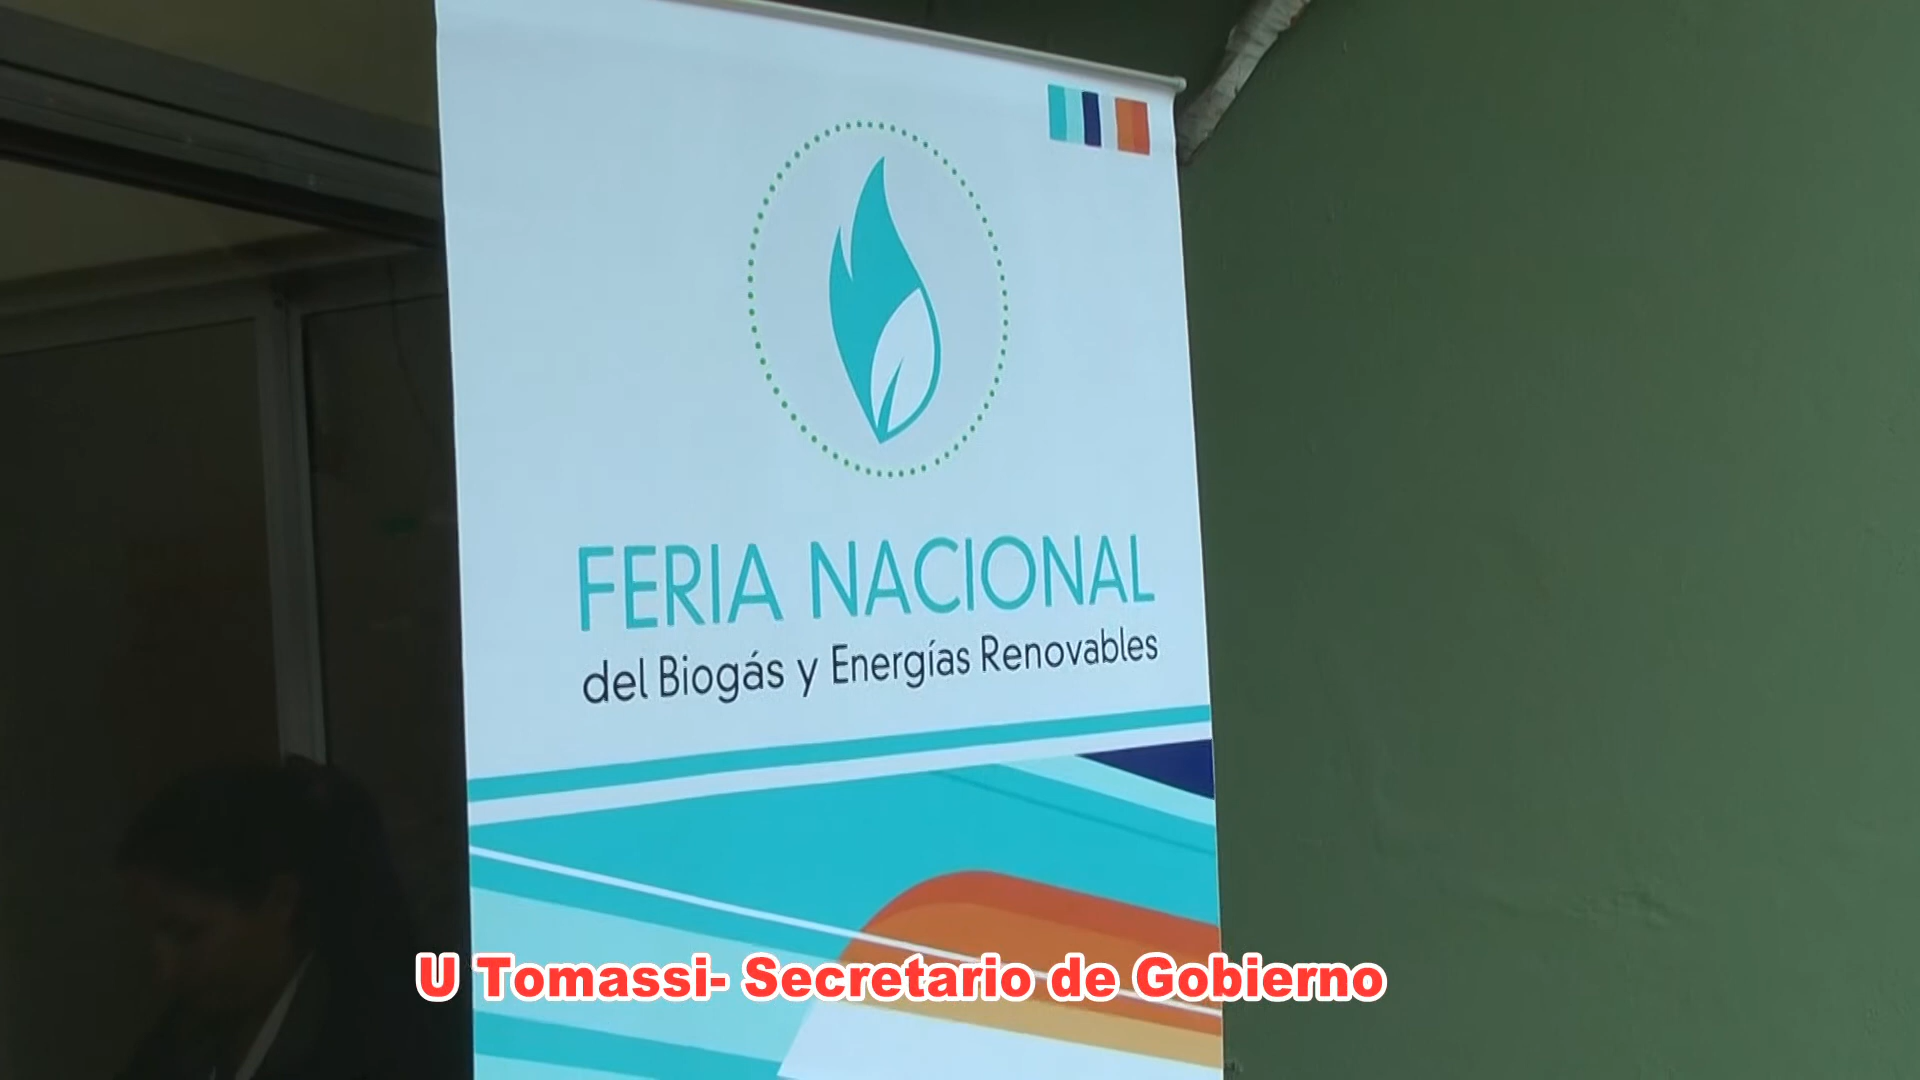 FERIA NACIONAL
del Biogás y Energías Renovables
U Tomassi- Secretario de Gobierno